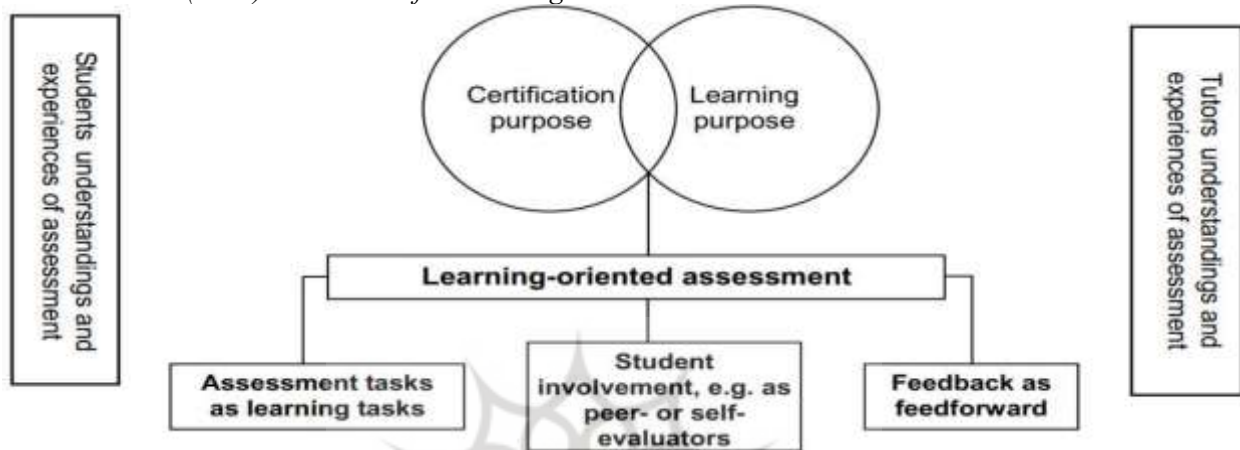 Students understandings and
experiences of assessment
Certification
purpose
Learning
purpose
Tutors understandings and
experiences of assessment
Learning-oriented assessment
Assessment tasks
as learning tasks
Student
involvement, e.g. as
peer- or self-
evaluators
Feedback as
feedforward